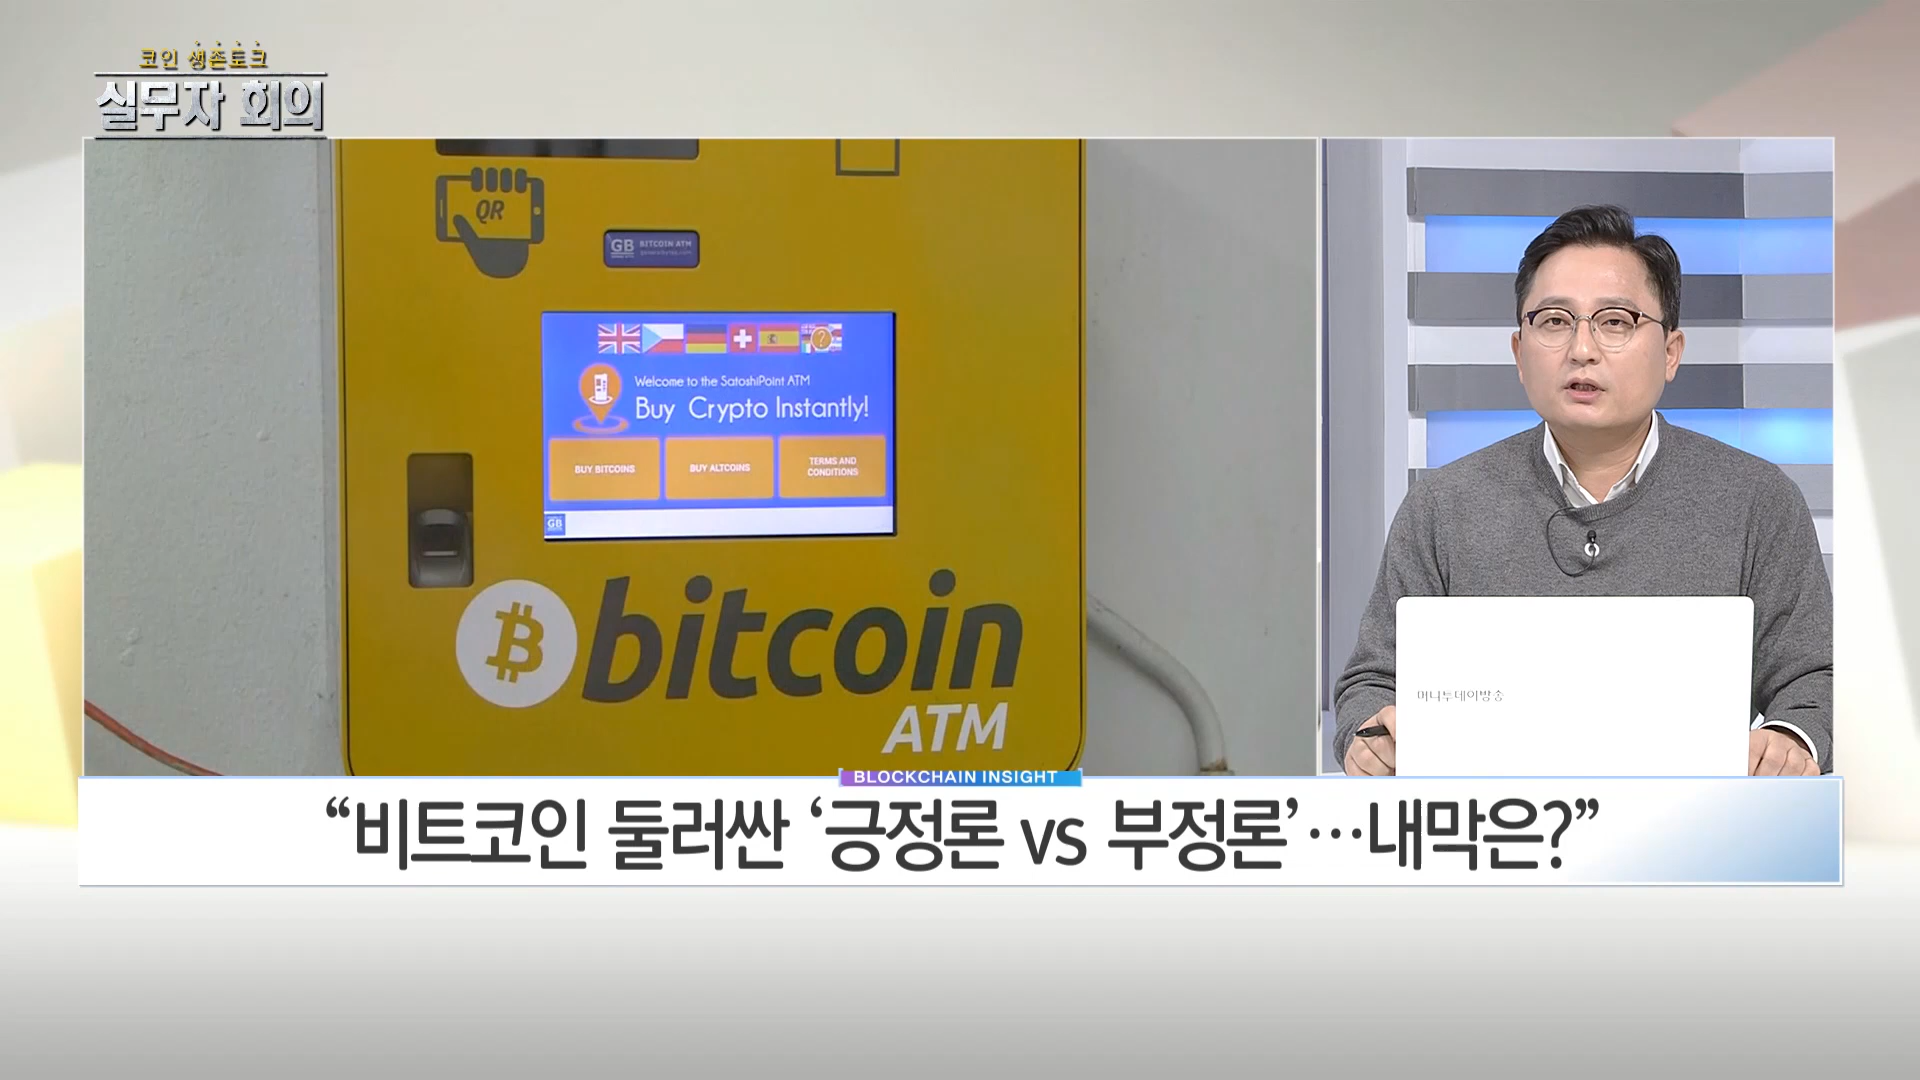 코인 생존토크
실무자 회의
QR
GB BITCOIN ATM
Welcome to the SatoshiPoint ATM
Buy Crypto Instantly!
BUY BITCOINS
BUY ALTCOINS
TERMS AND
CONDITIONS
GB
bitcoin
ATM
머니투데이방송
BLOCKCHAIN INSIGHT
“비트코인 둘러싼 ‘긍정론 vs 부정론’…내막은?”